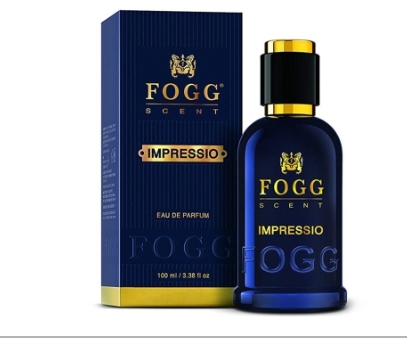 FOGG®
SCENT
IMPRESSIO
EAU DE PARFUM
FOGG
100 ml / 3.38 fl oz
FOGG
SCENT
IMPRESSIO
FOGG